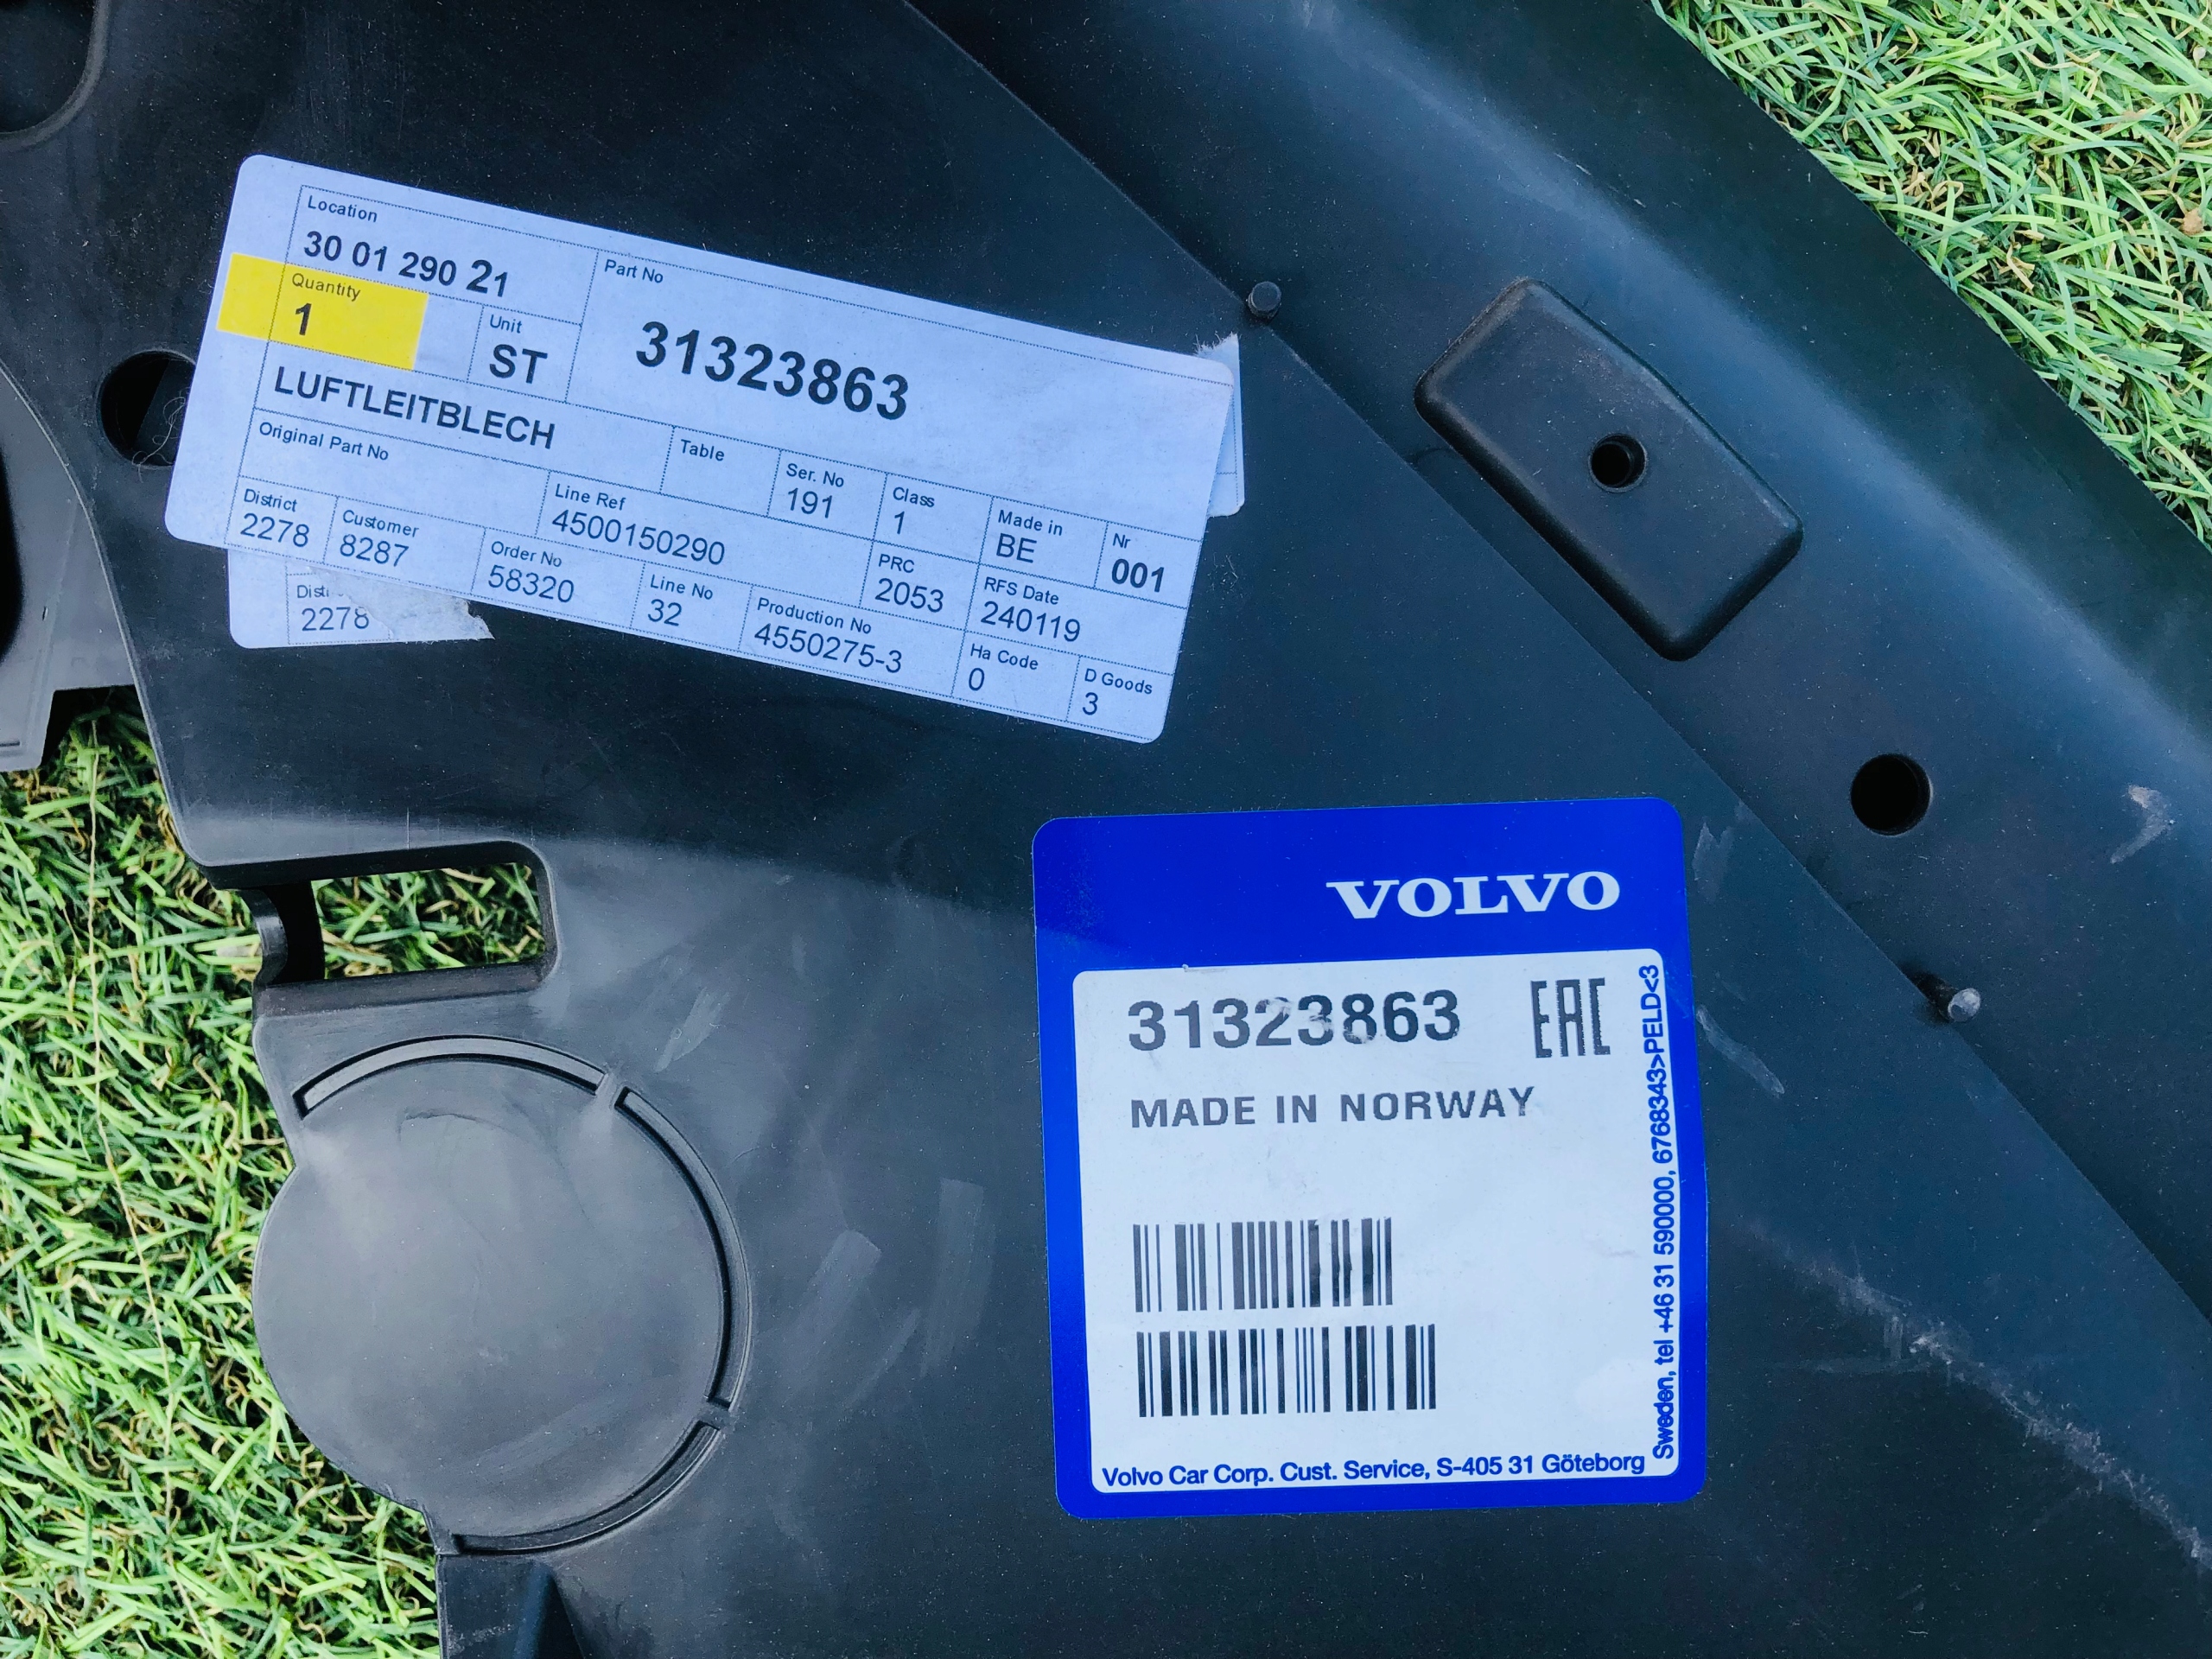 Location
30 01 290 21
Part No
31323863
Quantity
1
Unit
ST
LUFTLEITBLECH
Original Part No
Table
Ser. No
191
Class
1
Made in
BE
Nr
001
District
2278
Customer
8287
Line Ref
4500150290
Order No
58320
Line No
32
Production No
4550275-3
PRC
2053
RFS Date
240119
Ha Code
0
D Goods
3
2278
VOLVO
31323863 EAC
MADE IN NORWAY
Volvo Car Corp. Cust. Service, S-405 31 Göteborg
Sweden, tel +46 31 590000, 6768343>PELD<3